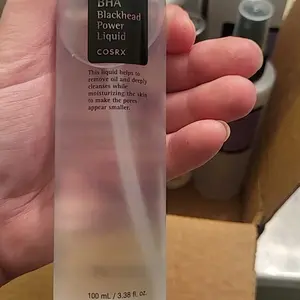 BHA
Blackhead
Power
Liquid
COSRX
This liquid helps to
remove oil and deeply
cleanses while
moisturizing the skin
to make the pores
appear smaller.
100 mL / 3.38 fl. oz.